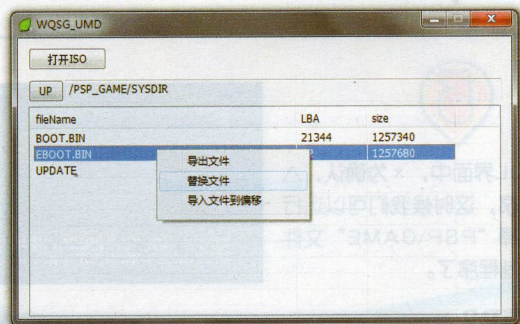 WQSG_UMD
打开ISO
UP /PSP_GAME/SYSDIR
fileName LBA size
BOOT.BIN 21344 1257340
EBOOT.BIN 1257680
UPDATE
导出文件
替换文件
导入文件到偏移